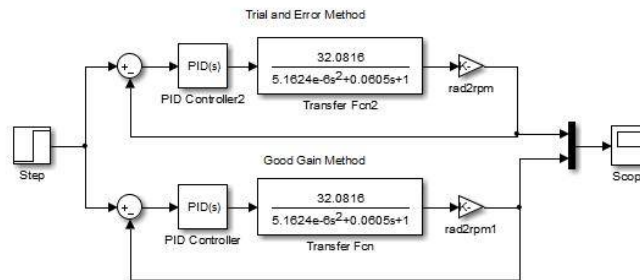 Trial and Error Method
+_
PID(s)
PID Controller2
32.0816
5.1624e-6s²+0.0605s+1
Transfer Fcn2
K-
rad2rpm
Step
Scop
Good Gain Method
+_
PID(s)
PID Controller
32.0816
5.1624e-6s²+0.0605s+1
Transfer Fcn
K-
rad2rpm1